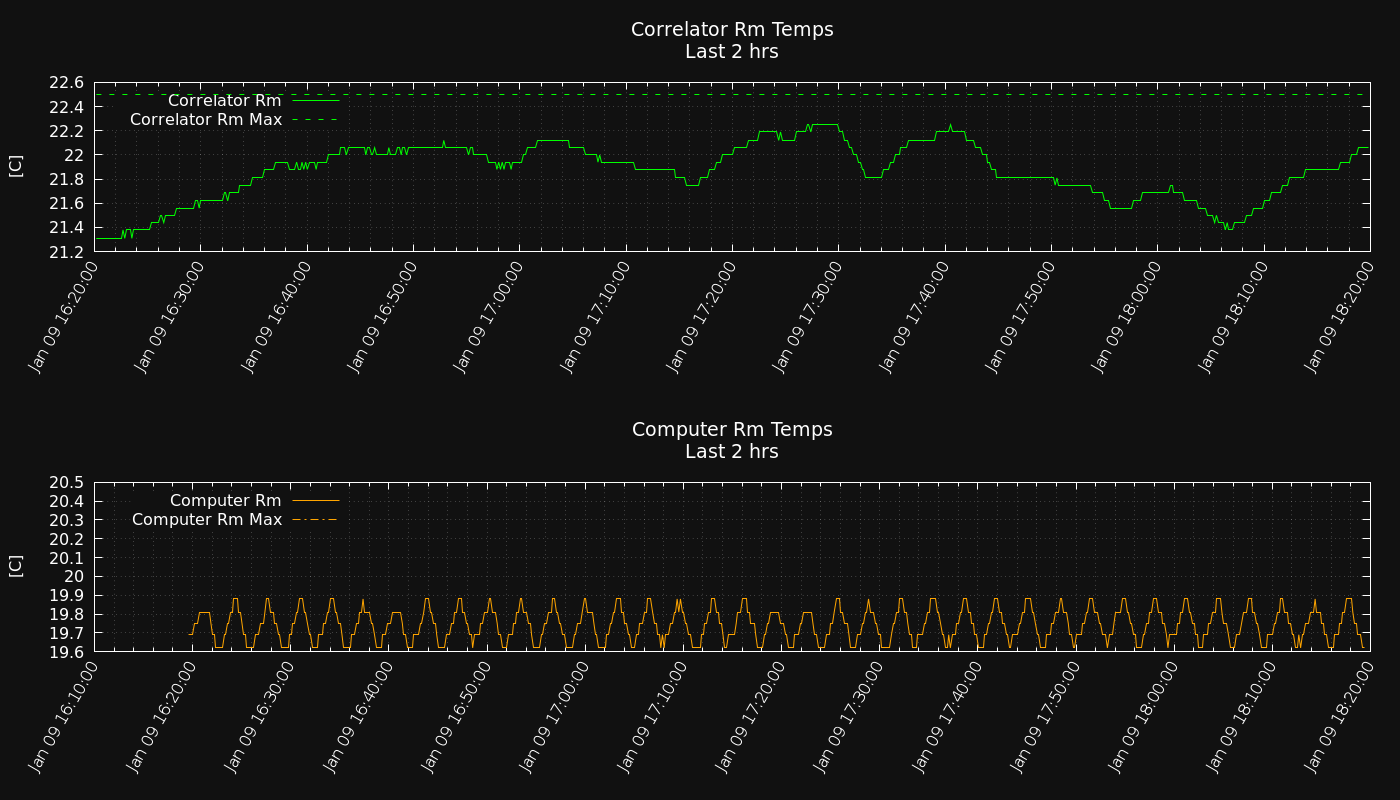 Correlator Rm Temps
Last 2 hrs
22.6
22.4
22.2
22
21.8
21.6
21.4
21.2
[C]
Correlator Rm
Correlator Rm Max
Jan 09 16:20:00
Jan 09 16:30:00
Jan 09 16:40:00
Jan 09 16:50:00
Jan 09 17:00:00
Jan 09 17:10:00
Jan 09 17:20:00
Jan 09 17:30:00
Jan 09 17:40:00
Jan 09 17:50:00
Jan 09 18:00:00
Jan 09 18:10:00
Jan 09 18:20:00
Computer Rm Temps
Last 2 hrs
20.5
20.4
20.3
20.2
20.1
20
19.9
19.8
19.7
19.6
[C]
Computer Rm
Computer Rm Max
Jan 09 16:10:00
Jan 09 16:20:00
Jan 09 16:30:00
Jan 09 16:40:00
Jan 09 16:50:00
Jan 09 17:00:00
Jan 09 17:10:00
Jan 09 17:20:00
Jan 09 17:30:00
Jan 09 17:40:00
Jan 09 17:50:00
Jan 09 18:00:00
Jan 09 18:10:00
Jan 09 18:20:00